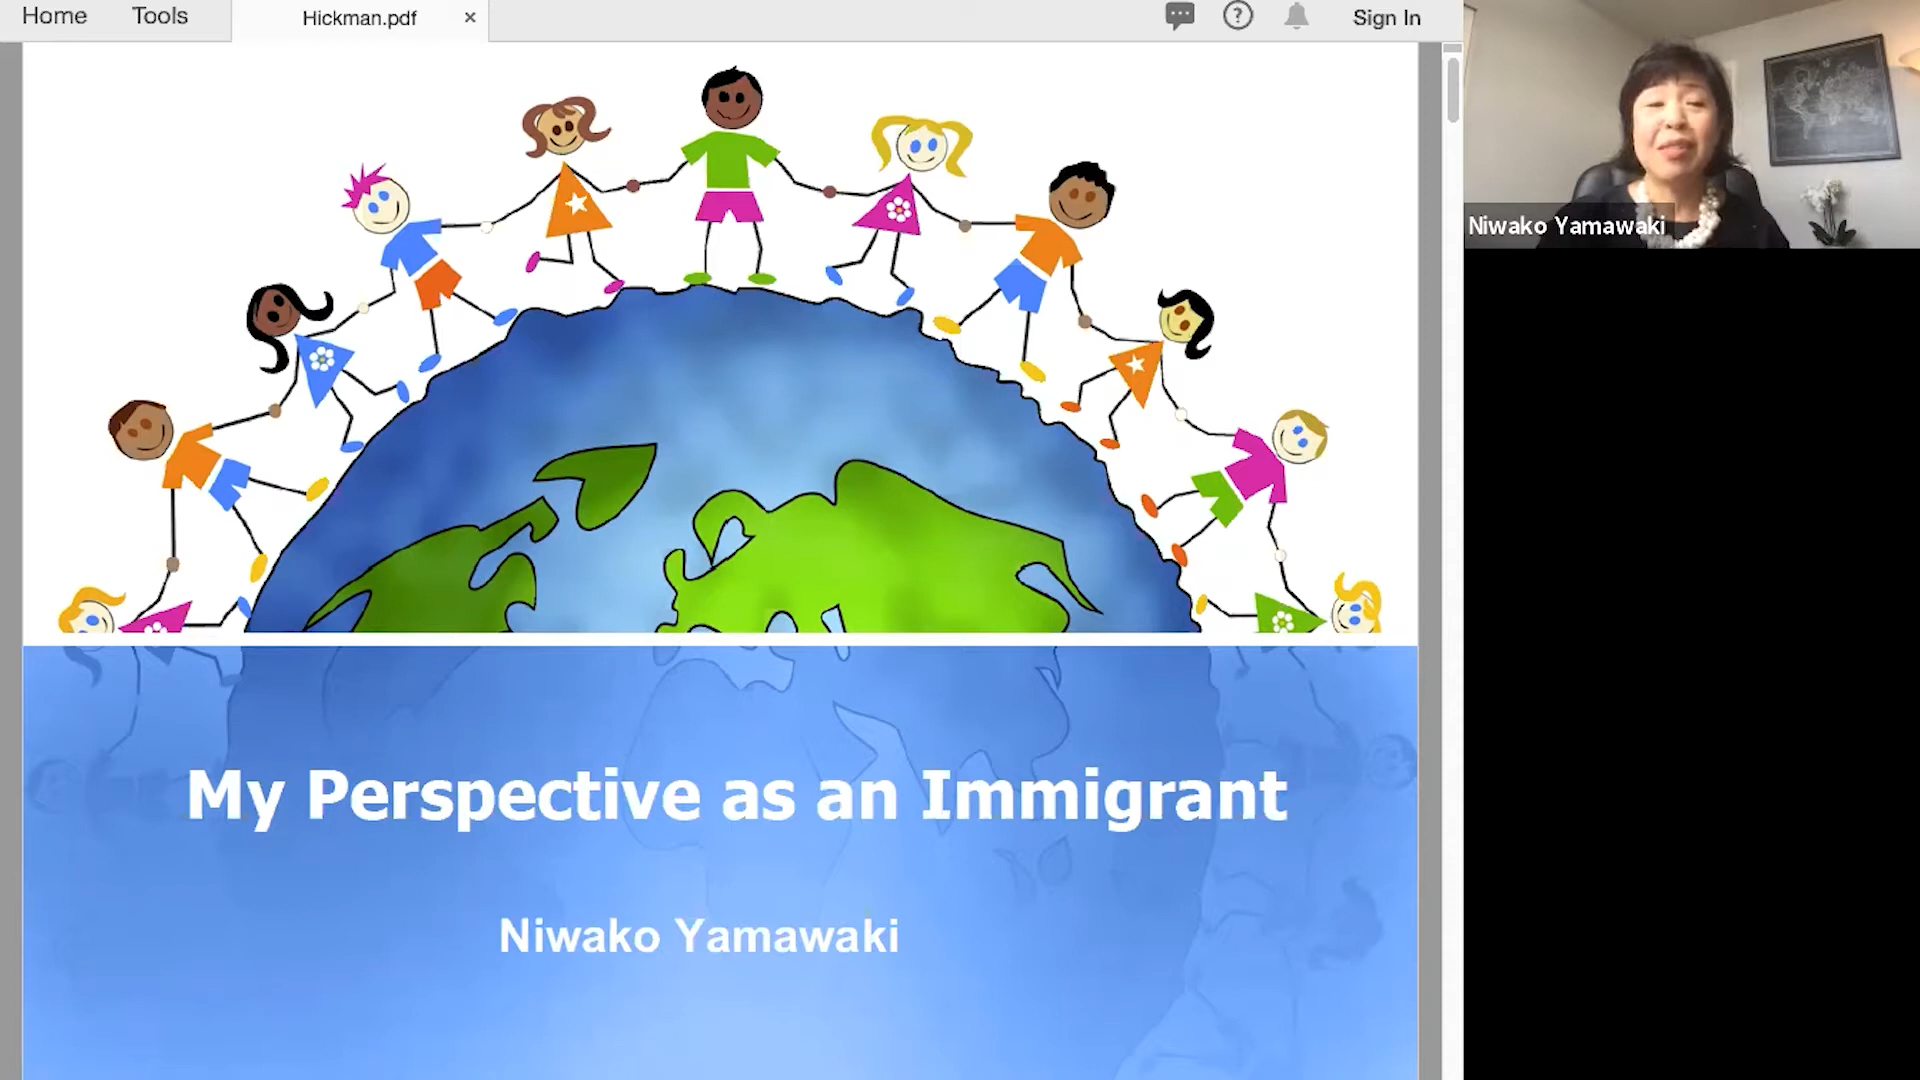 Home Tools Hickman.pdf × Sign In
Niwako Yamawaki
My Perspective as an Immigrant
Niwako Yamawaki